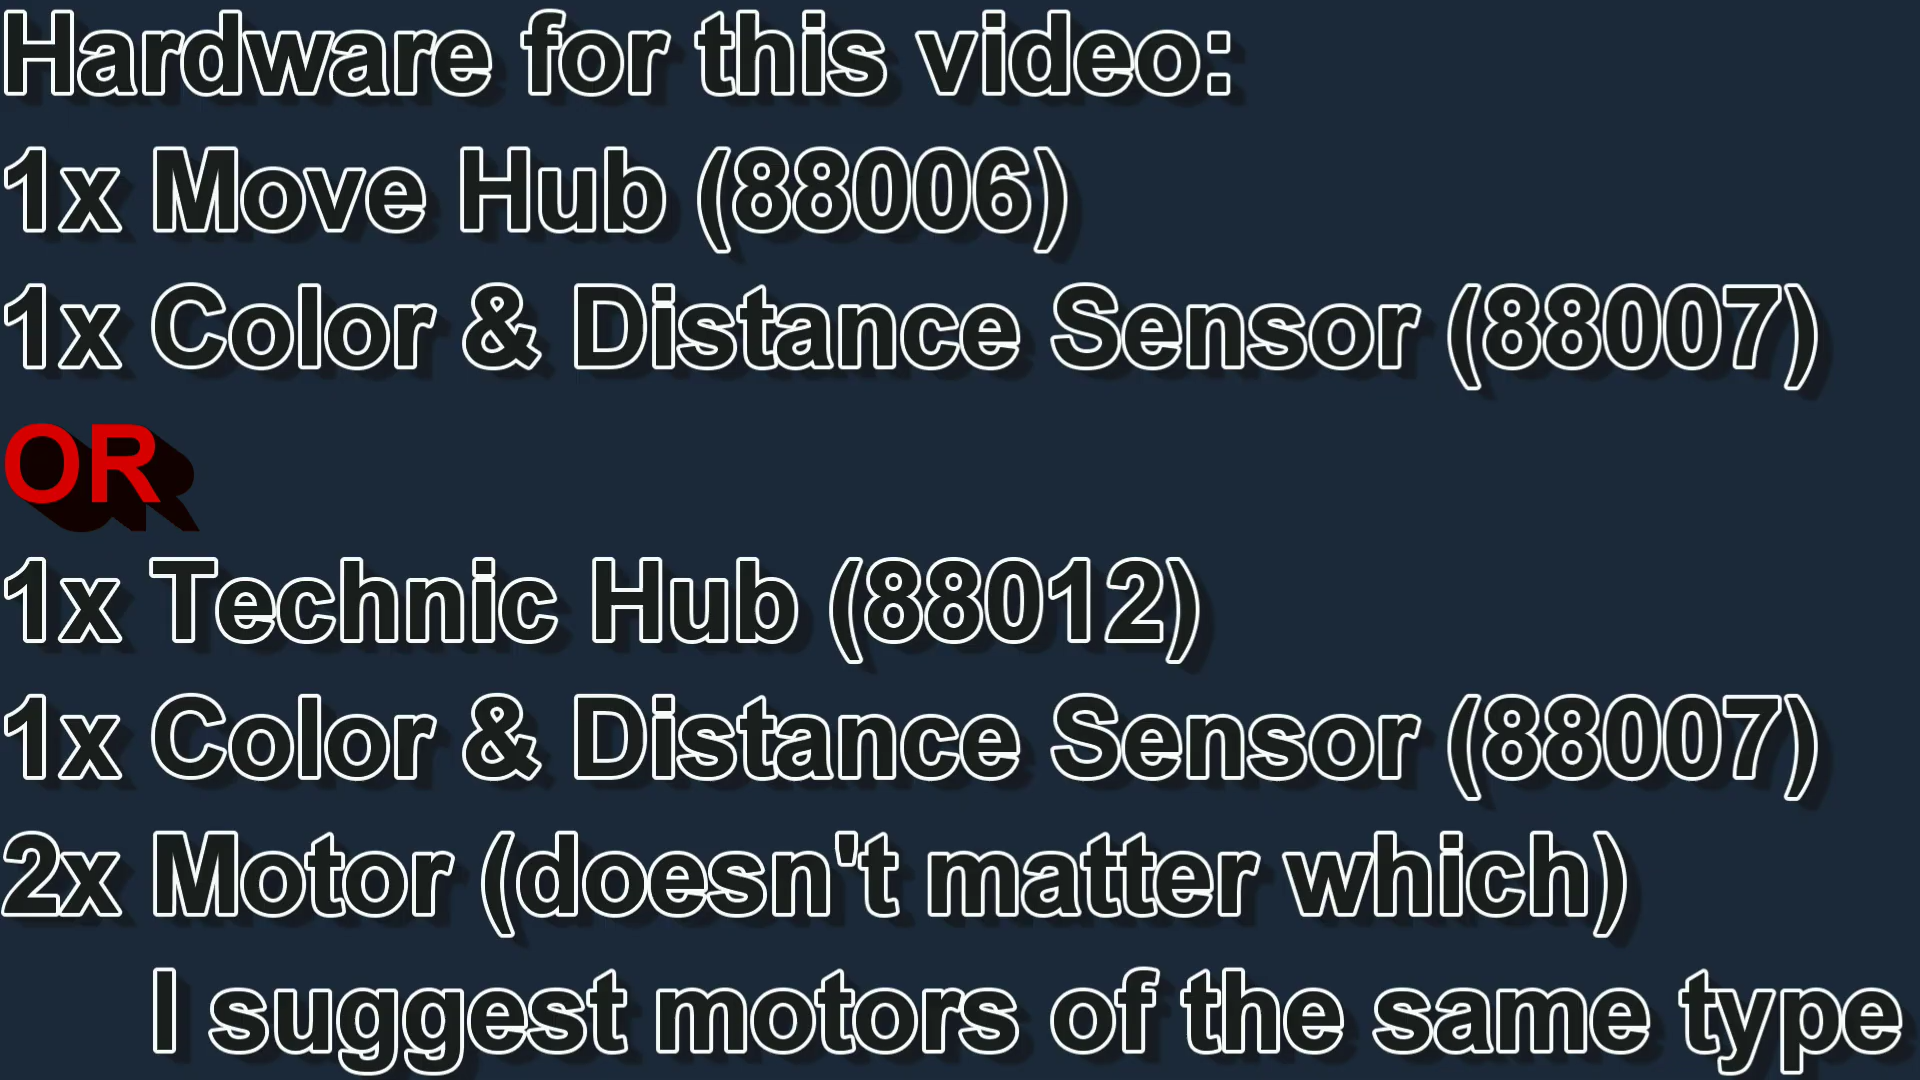 Hardware for this video:
1x Move Hub (88006)
1x Color & Distance Sensor (88007)
OR
1x Technic Hub (88012)
1x Color & Distance Sensor (88007)
2x Motor (doesn't matter which)
I suggest motors of the same type